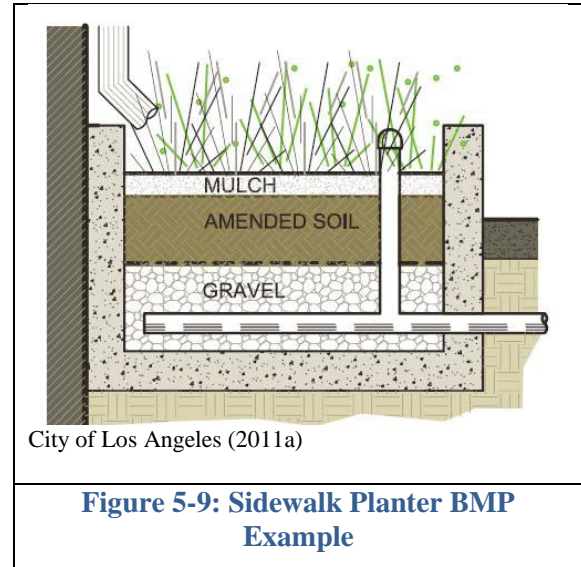 MULCH
AMENDED SOIL
GRAVEL
City of Los Angeles (2011a)
Figure 5-9: Sidewalk Planter BMP
Example